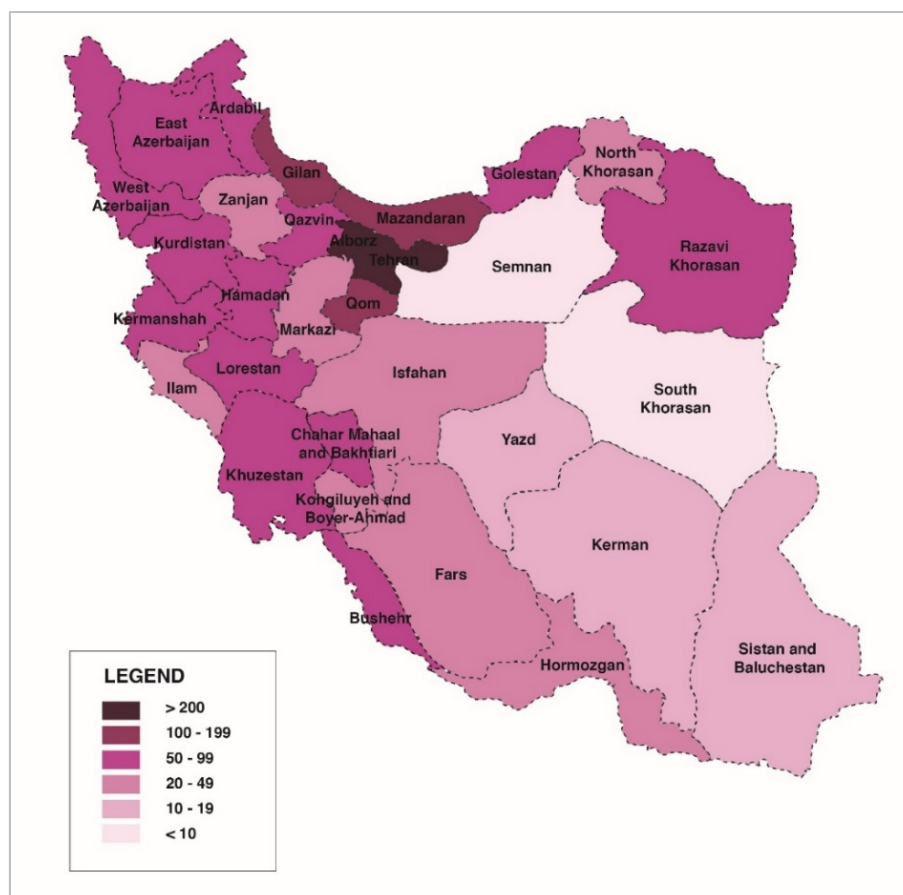 Ardabil
East
Azerbaijan
Gilan
North
Khorasan
Golestan
West
Azerbaijan
Zanjan
Qazvin
Mazandaran
Kurdistan
Alborz
Tehran
Semnan
Razavi
Khorasan
Hamadan
Qom
Kermanshah
Markazi
Lorestan
Isfahan
Ilam
South
Khorasan
Chahar Mahaal
and Bakhtiari
Yazd
Khuzestan
Kohgiluyeh and
Boyer-Ahmad
Kerman
Fars
Bushehr
Hormozgan
Sistan and
Baluchestan
LEGEND
> 200
100 - 199
50 - 99
20 - 49
10 - 19
< 10